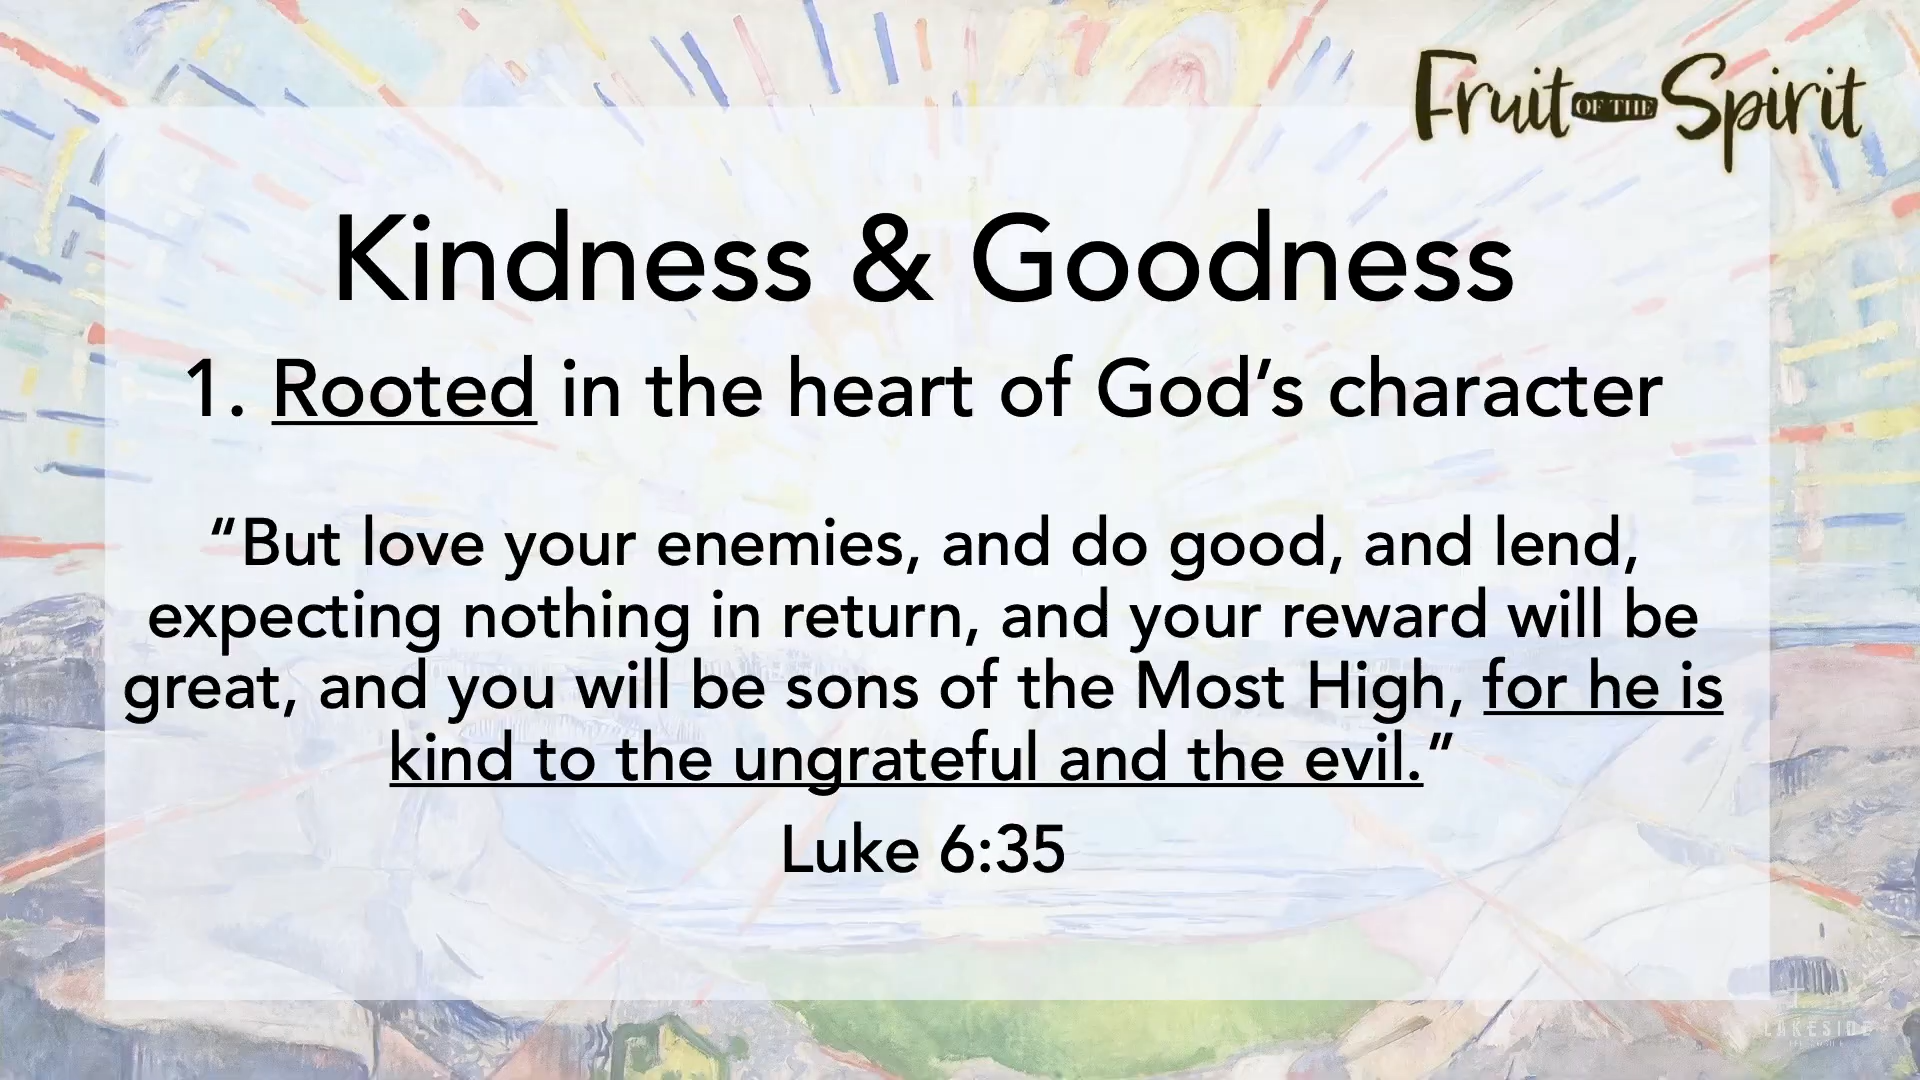 Fruit OF THE Spirit
Kindness & Goodness
1. Rooted in the heart of God’s character
“But love your enemies, and do good, and lend,
expecting nothing in return, and your reward will be
great, and you will be sons of the Most High, for he is
kind to the ungrateful and the evil.”
Luke 6:35
LAKESIDE